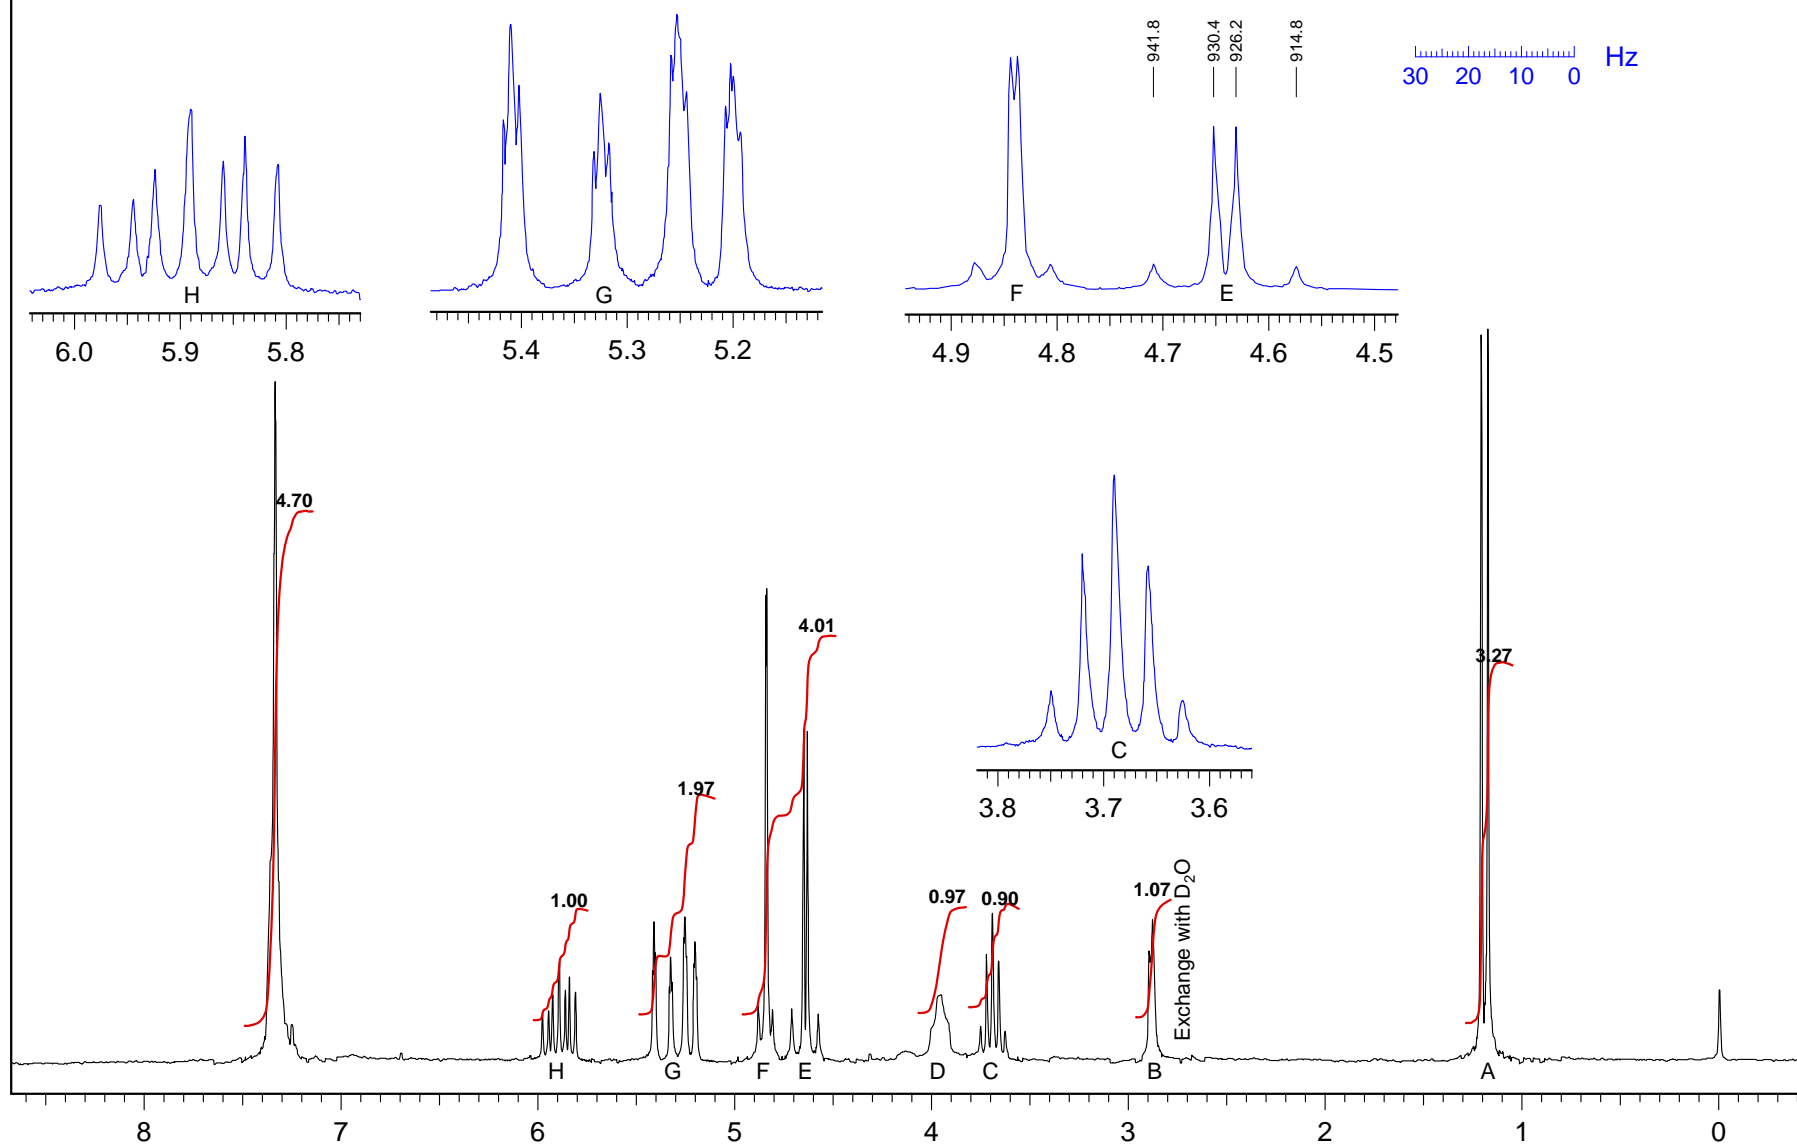 941.8
930.4
926.2
914.8
30 20 10 0 Hz
H
6.0 5.9 5.8
G
5.4 5.3 5.2
F E
4.9 4.8 4.7 4.6 4.5
C
3.8 3.7 3.6
4.70
1.00
1.97
4.01
0.97
0.90
1.07
Exchange with D₂O
3.27
H G F E D C B A
8 7 6 5 4 3 2 1 0